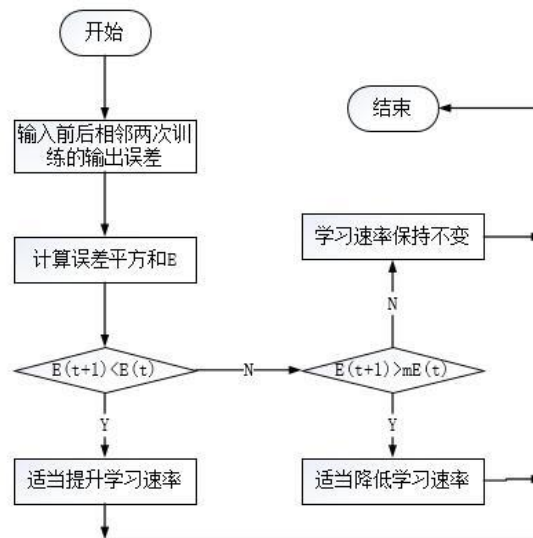 开始
输入前后相邻两次训
练的输出误差
计算误差平方和E
E(t+1)<E(t)
N
Y
适当提升学习速率
E(t+1)>mE(t)
N
Y
学习速率保持不变
适当降低学习速率
结束